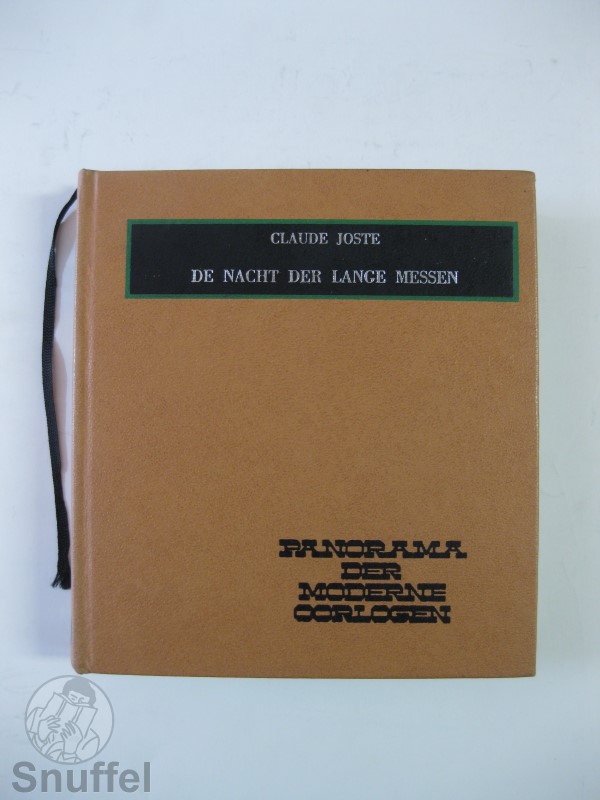 CLAUDE JOSTE
DE NACHT DER LANGE MESSEN
PANORAMA
DER
MODERNE
OORLOGEN
Snuffel